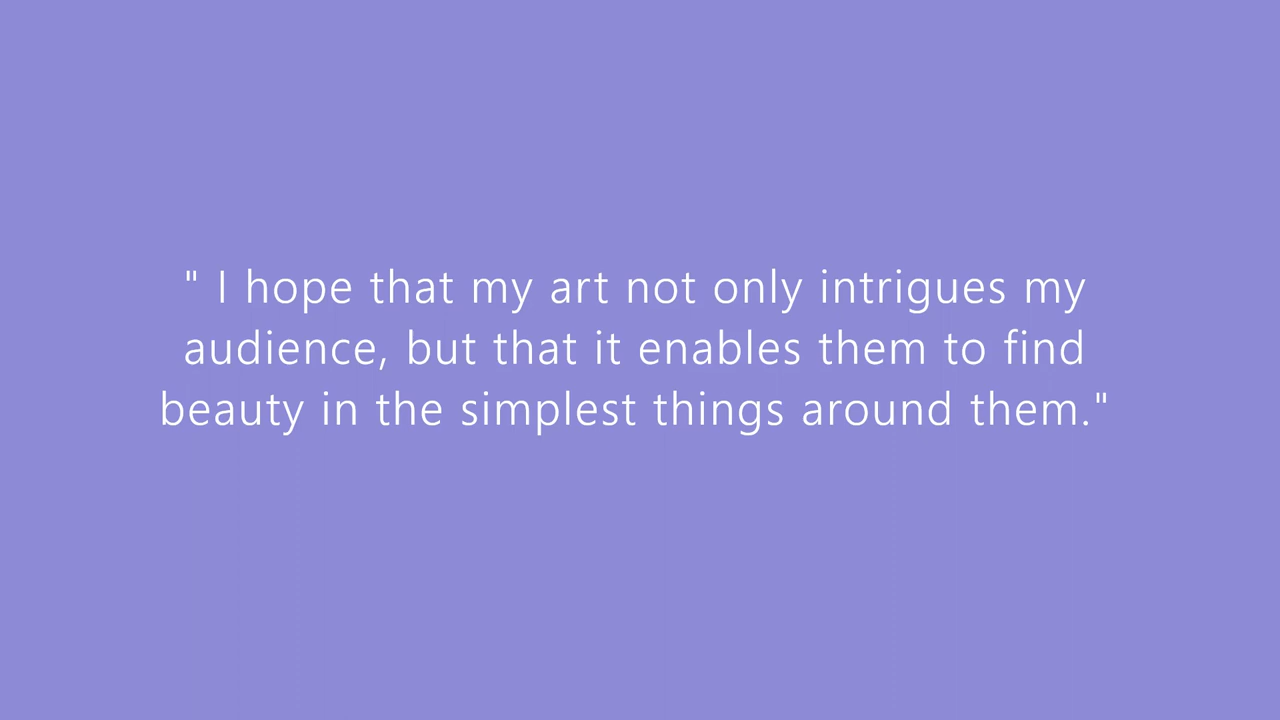 " I hope that my art not only intrigues my
audience, but that it enables them to find
beauty in the simplest things around them."